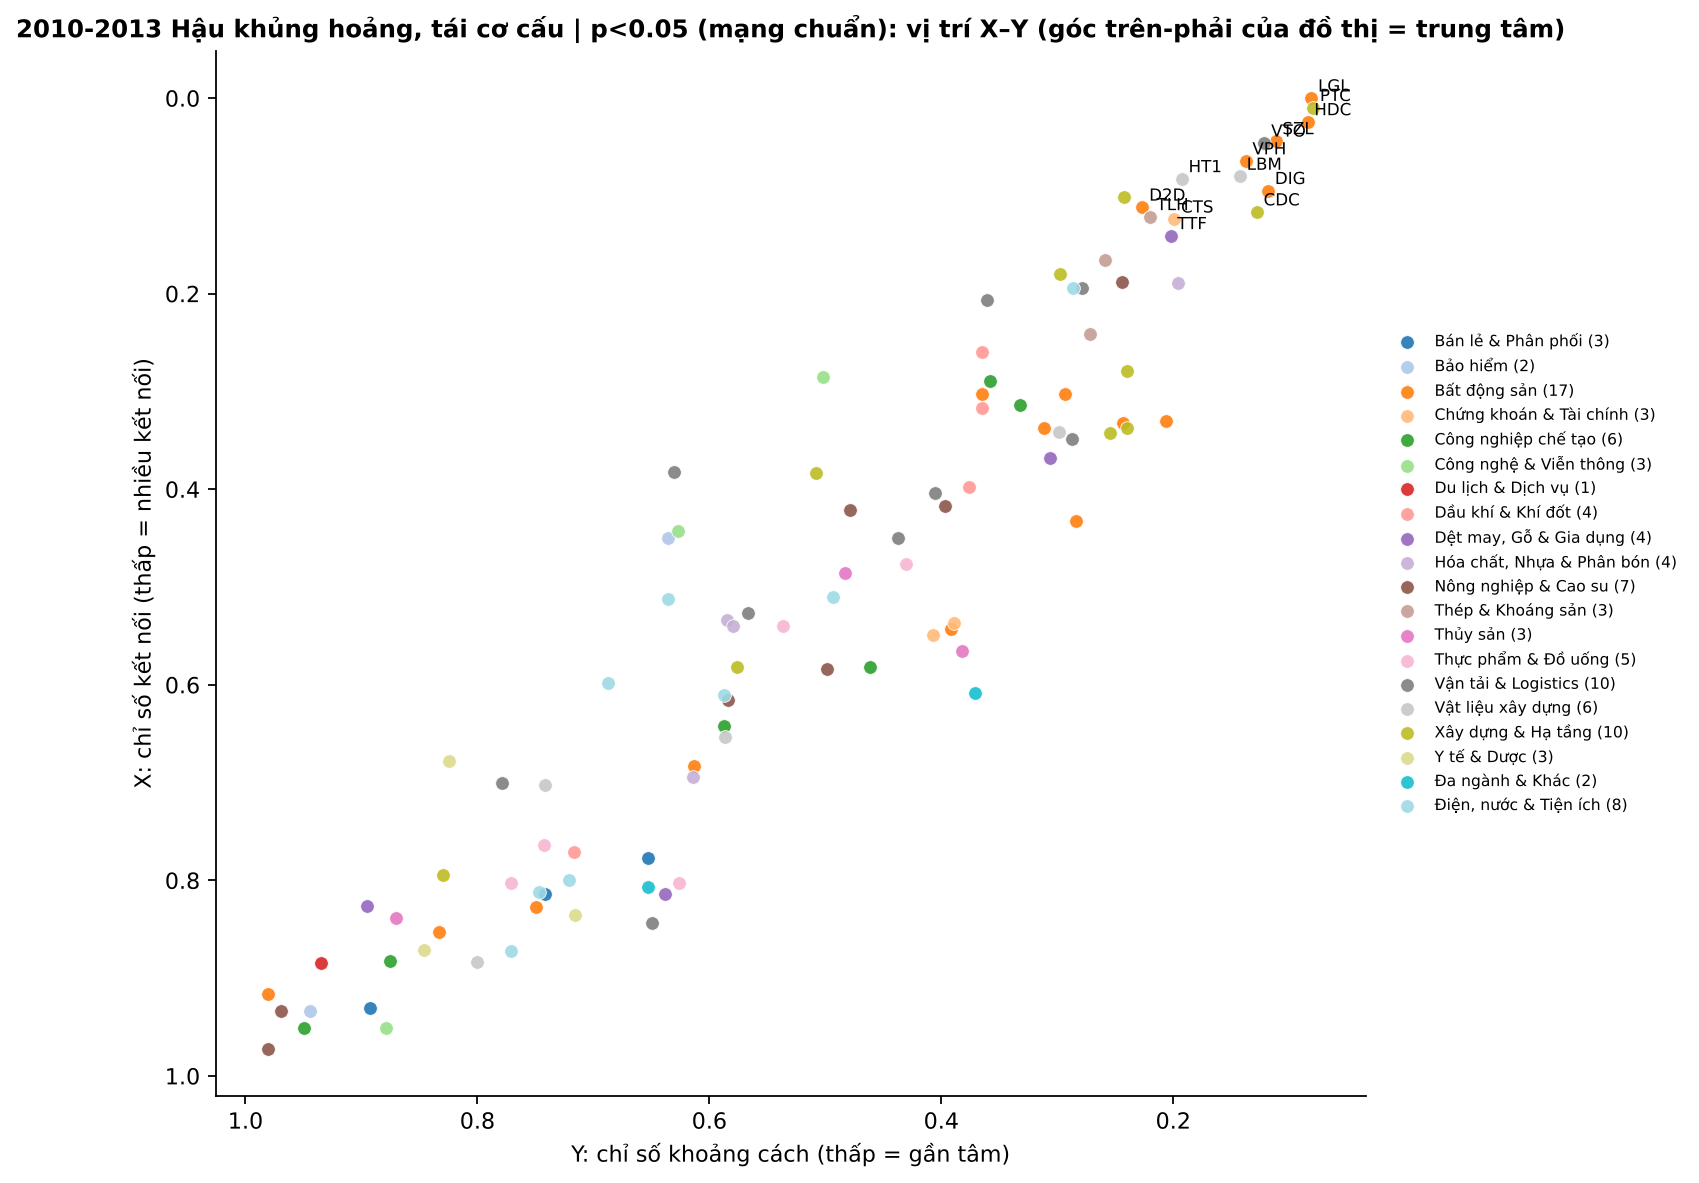 2010-2013 Hậu khủng hoảng, tái cơ cấu | p<0.05 (mạng chuẩn): vị trí X–Y (góc trên-phải của đồ thị = trung tâm)
X: chỉ số kết nối (thấp = nhiều kết nối)
0.0
0.2
0.4
0.6
0.8
1.0
LGL
PTC
HDC
SZL
VTO
VPH
LBM
HT1
DIG
D2D
CDC
TLH
CTS
TTF
Bán lẻ & Phân phối (3)
Bảo hiểm (2)
Bất động sản (17)
Chứng khoán & Tài chính (3)
Công nghiệp chế tạo (6)
Công nghệ & Viễn thông (3)
Du lịch & Dịch vụ (1)
Dầu khí & Khí đốt (4)
Dệt may, Gỗ & Gia dụng (4)
Hóa chất, Nhựa & Phân bón (4)
Nông nghiệp & Cao su (7)
Thép & Khoáng sản (3)
Thủy sản (3)
Thực phẩm & Đồ uống (5)
Vận tải & Logistics (10)
Vật liệu xây dựng (6)
Xây dựng & Hạ tầng (10)
Y tế & Dược (3)
Đa ngành & Khác (2)
Điện, nước & Tiện ích (8)
1.0
0.8
0.6
0.4
0.2
Y: chỉ số khoảng cách (thấp = gần tâm)